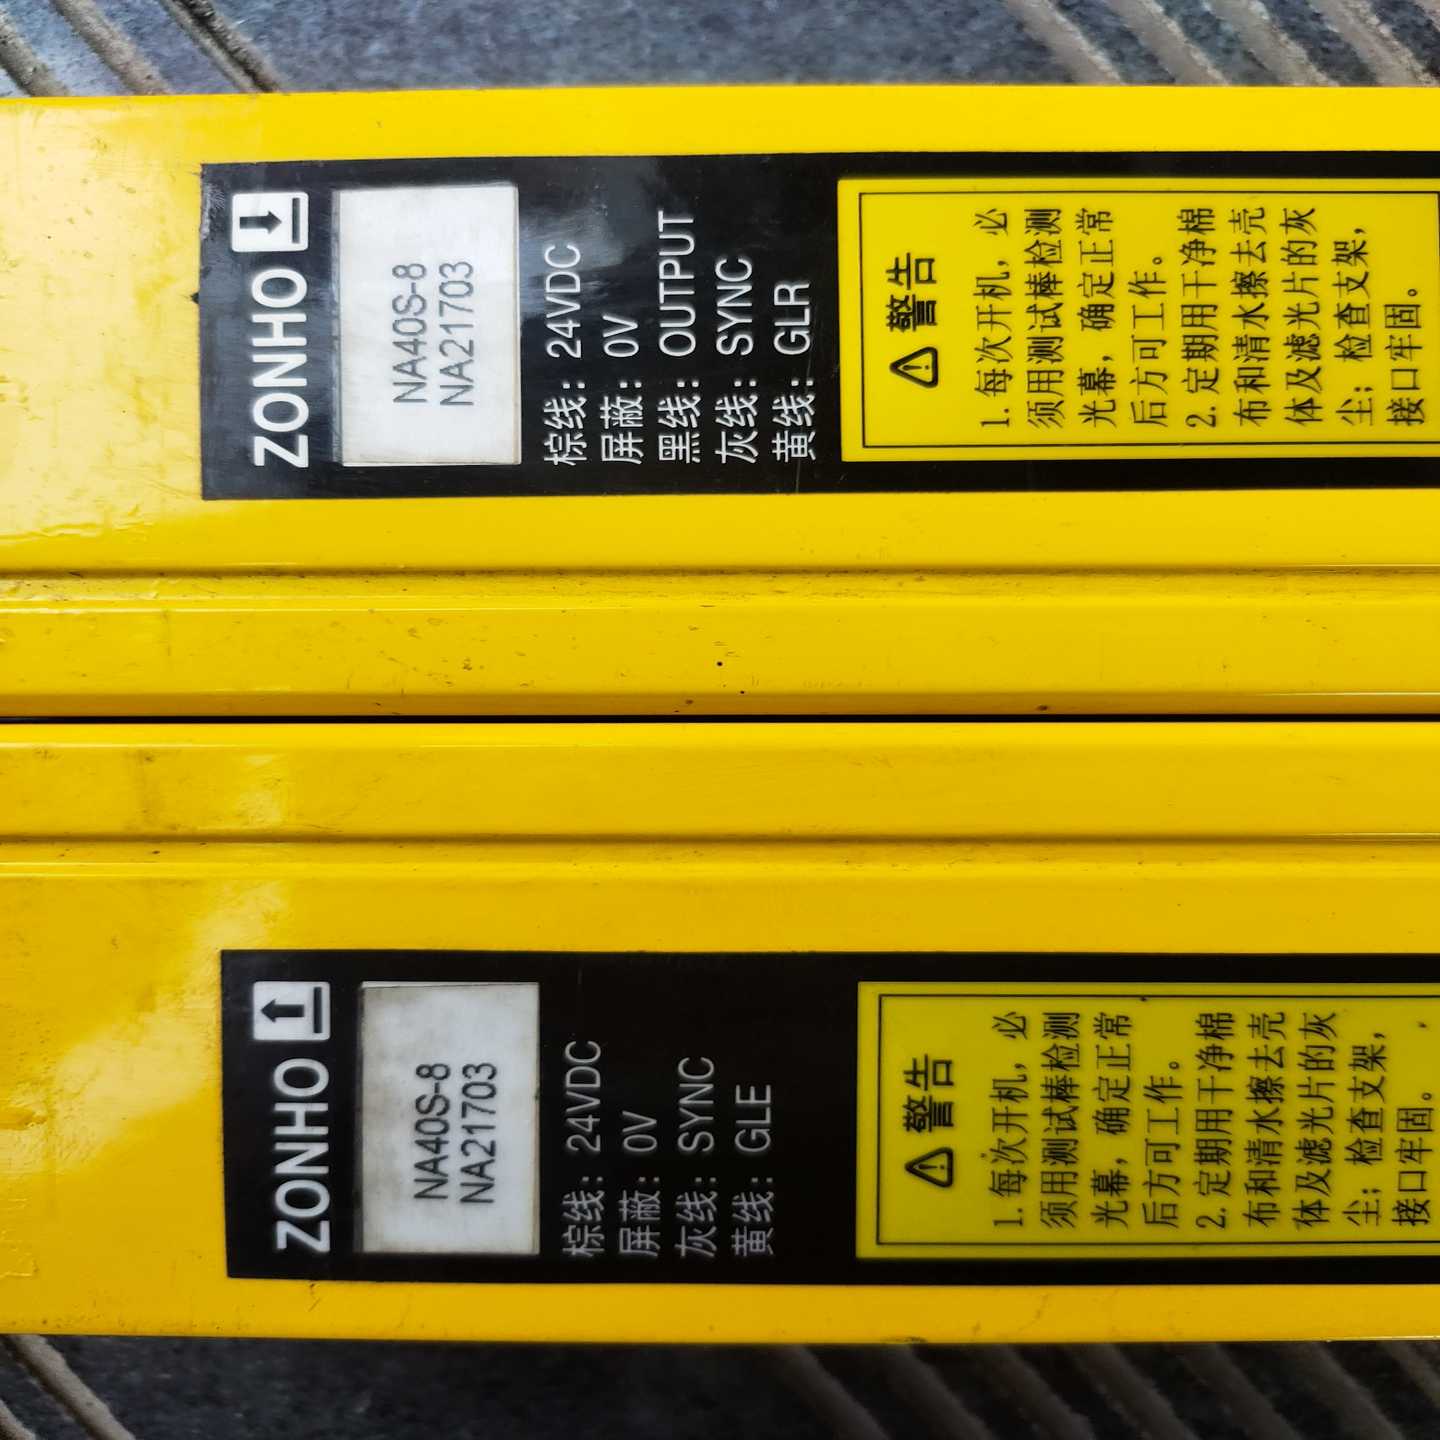 ZONHO
NA40S-8
NA21703
棕线: 24VDC
屏蔽: 0V
黑线: OUTPUT
灰线: SYNC
黄线: GLR
警告
1. 每次开机，必
须用测试棒检测
光幕，确定正常
后方可工作。
2. 定期用干净棉
布和清水擦去壳
体及滤光片的灰
尘；检查支架，
接口牢固。
ZONHO
NA40S-8
NA21703
棕线: 24VDC
屏蔽: 0V
灰线: SYNC
黄线: GLE
警告
1. 每次开机，必
须用测试棒检测
光幕，确定正常
后方可工作。
2. 定期用干净棉
布和清水擦去壳
体及滤光片的灰
尘；检查支架，
接口牢固。